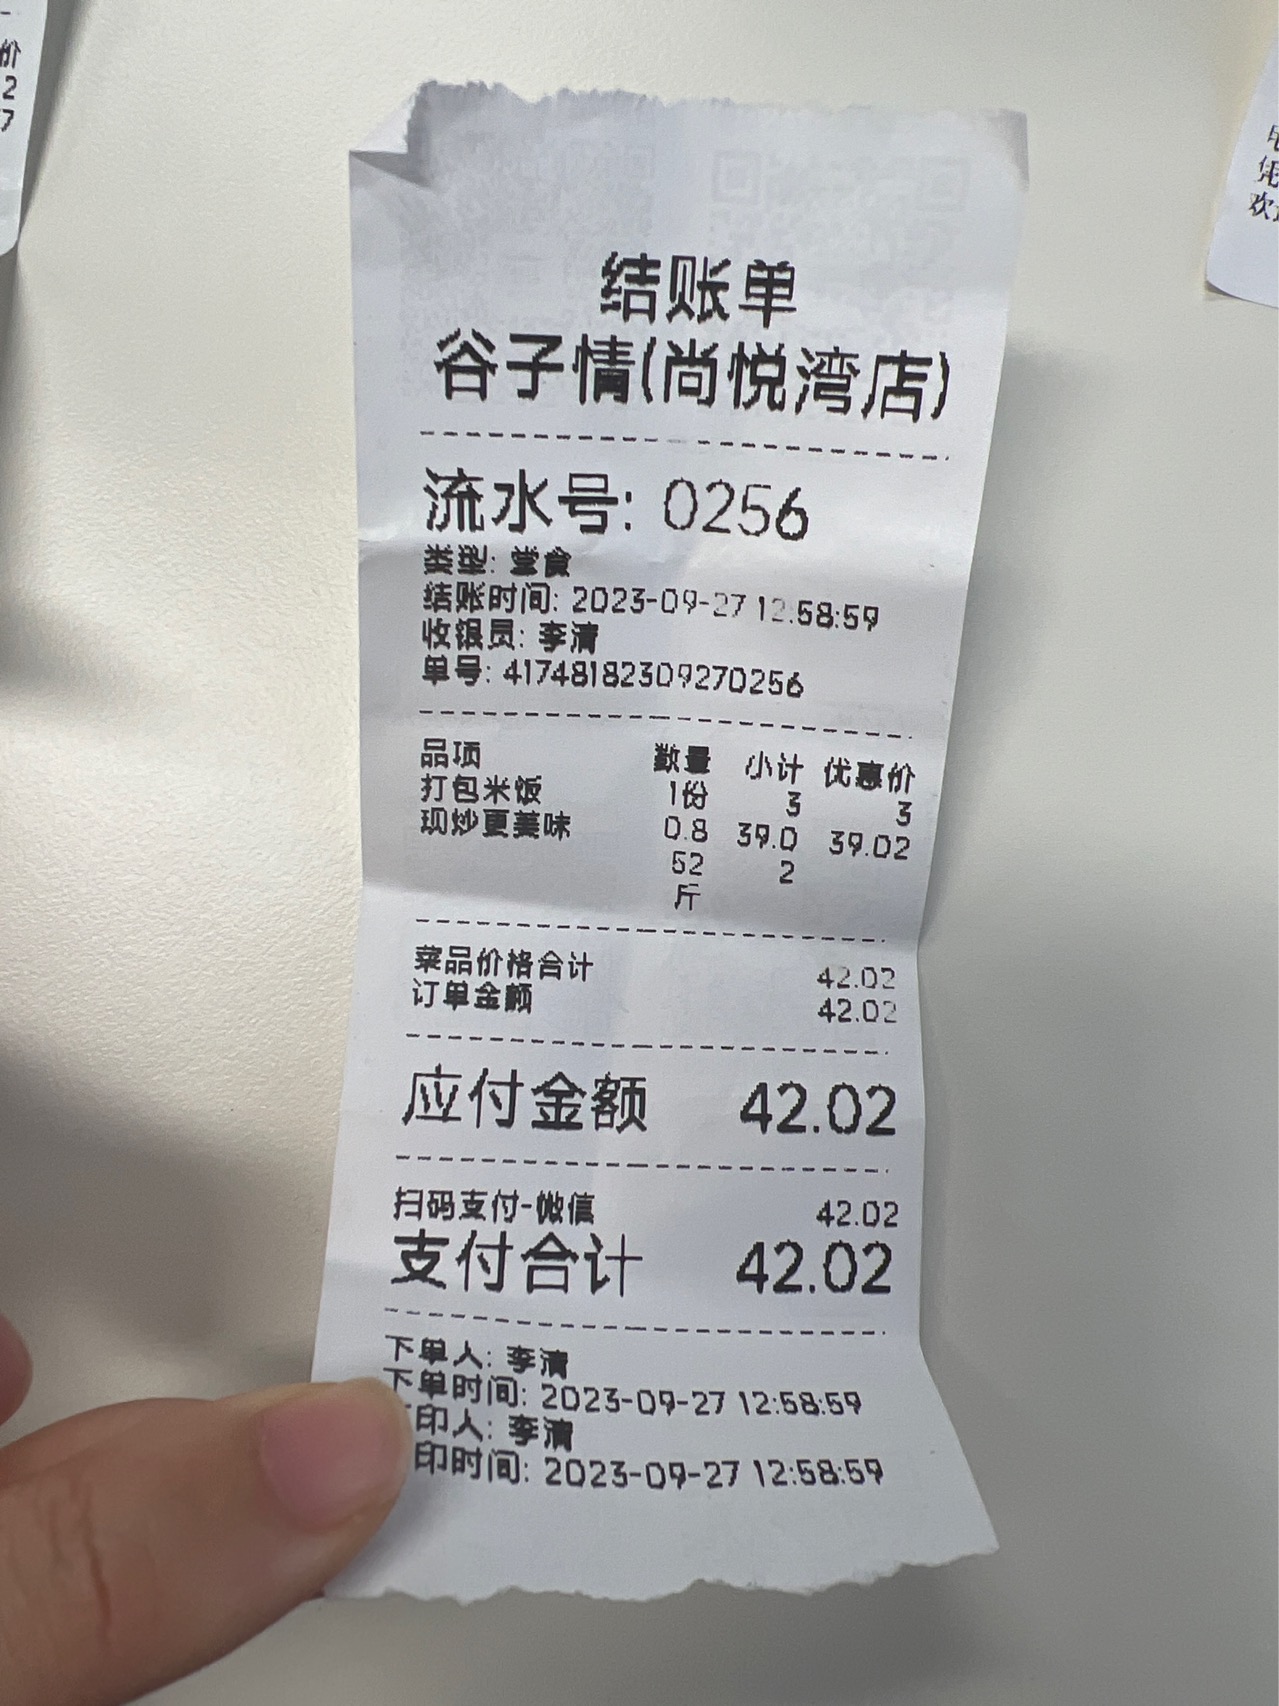 结账单
谷子情(尚悦湾店)
流水号: 0256
类型: 堂食
结账时间: 2023-09-27 12:58:59
收银员: 李清
单号: 41748182309270256
品项 数量 小计 优惠价
打包米饭 1份 3 3
现炒更美味 0.8 39.0 39.02
52 2
斤
菜品价格合计 42.02
订单金额 42.02
应付金额 42.02
扫码支付-微信 42.02
支付合计 42.02
下单人: 李清
下单时间: 2023-09-27 12:58:59
印人: 李清
印时间: 2023-09-27 12:58:59
价
2
7
凭
欢